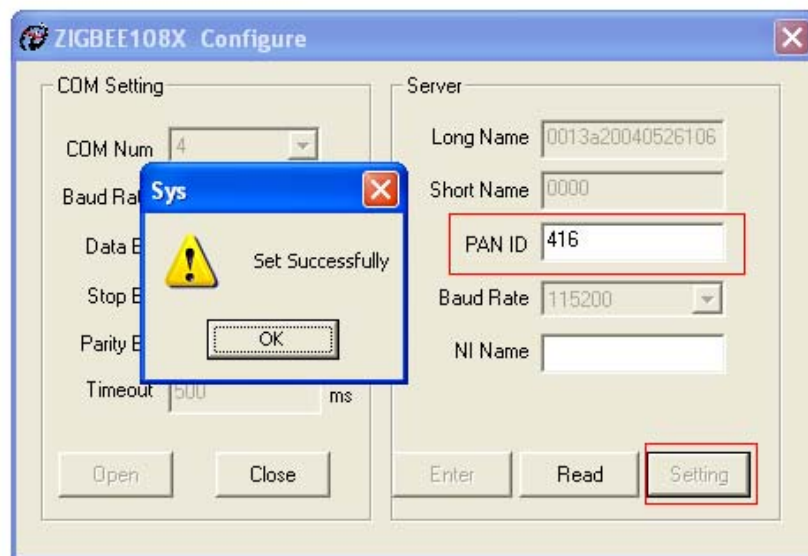 ZIGBEE108X Configure
COM Setting
COM Num 4
Baud
Data
Stop
Parity
Timeout 500 ms
Open Close
Sys
Set Successfully
OK
Server
Long Name 0013a20040526106
Short Name 0000
PAN ID 416
Baud Rate 115200
NI Name
Enter Read Setting